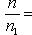 n/n₁ =